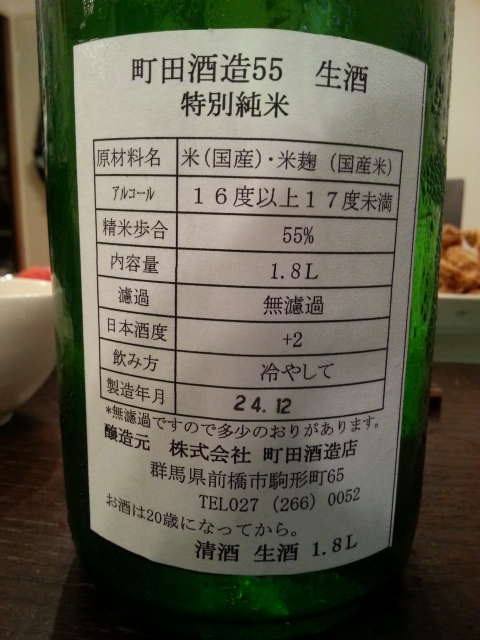 町田酒造55 生酒
特別純米
原材料名 米(国産)・米麹(国産米)
アルコール 16度以上17度未満
精米歩合 55%
内容量 1.8L
濾過 無濾過
日本酒度 +2
飲み方 冷やして
製造年月 24.12
*無濾過ですので多少のおりがあります。
醸造元 株式会社 町田酒造店
群馬県前橋市駒形町65
TEL027 (266) 0052
お酒は20歳になってから。
清酒 生酒 1.8L